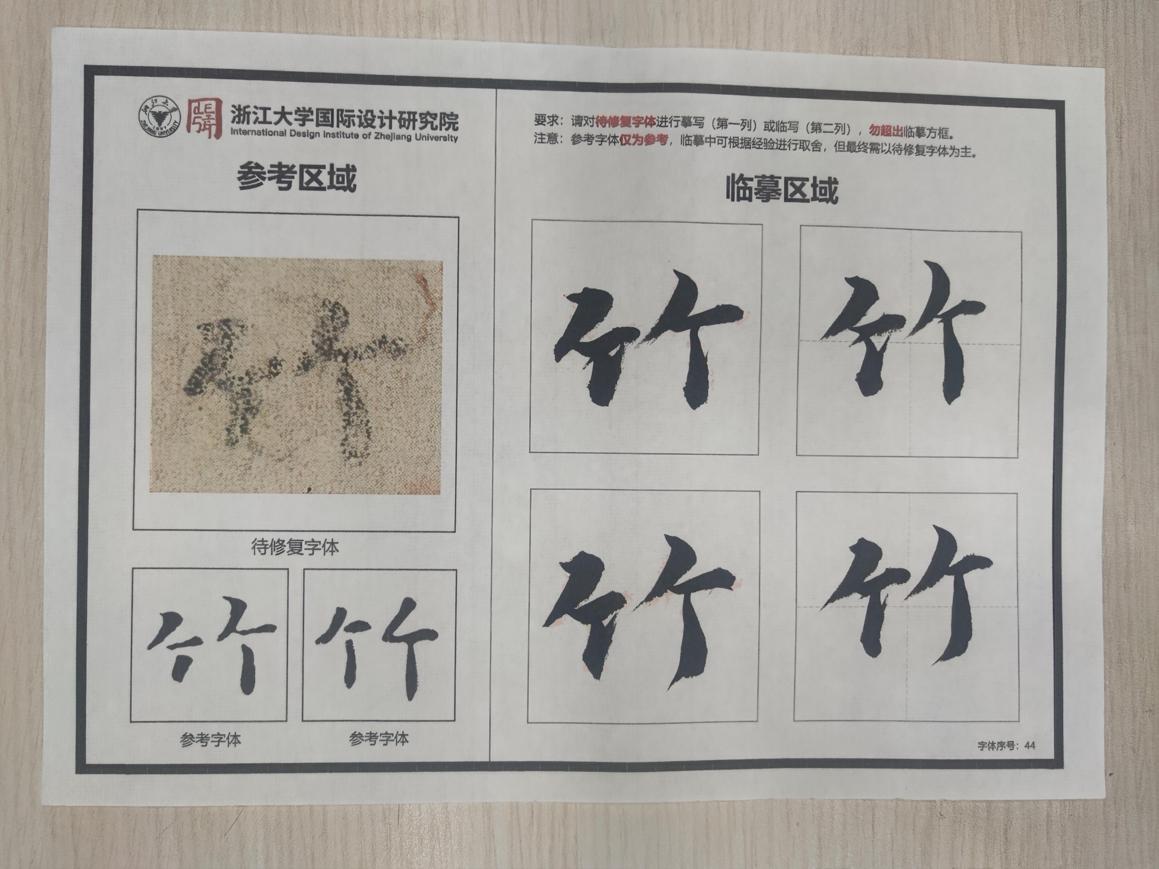 浙江大学国际设计研究院
International Design Institute of Zhejiang University
参考区域
竹
待修复字体
竹
竹
参考字体
参考字体
要求：请对待修复字体进行摹写（第一列）或临写（第二列），勿超出临摹方框。
注意：参考字体仅为参考，临摹中可根据经验进行取舍，但最终需以待修复字体为主。
临摹区域
竹
竹
竹
竹
字体序号：44